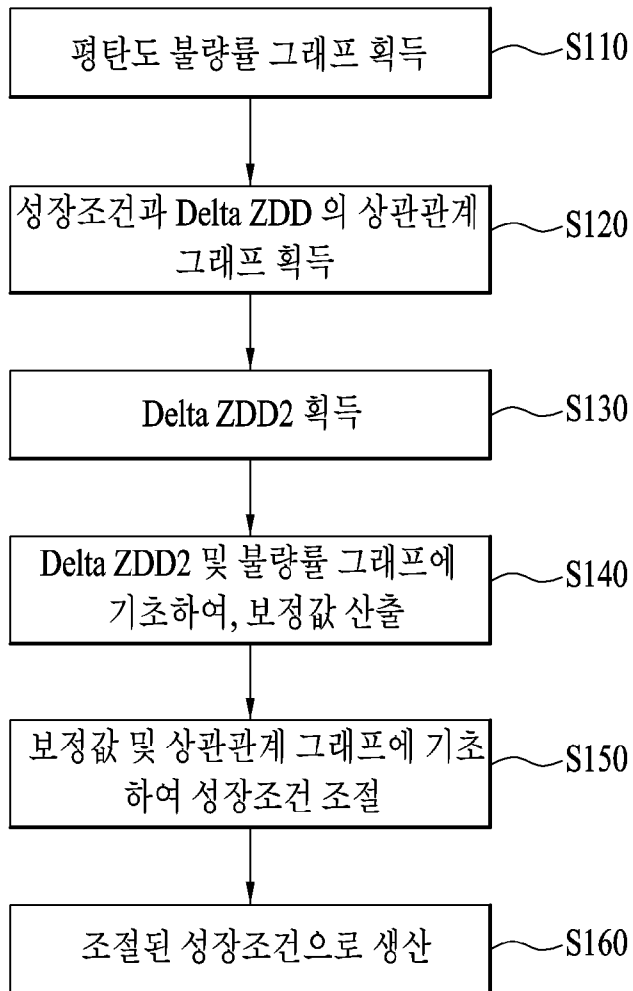 평탄도 불량률 그래프 획득
S110
성장조건과 Delta ZDD 의 상관관계
그래프 획득
S120
Delta ZDD2 획득
S130
Delta ZDD2 및 불량률 그래프에
기초하여, 보정값 산출
S140
보정값 및 상관관계 그래프에 기초
하여 성장조건 조절
S150
조절된 성장조건으로 생산
S160